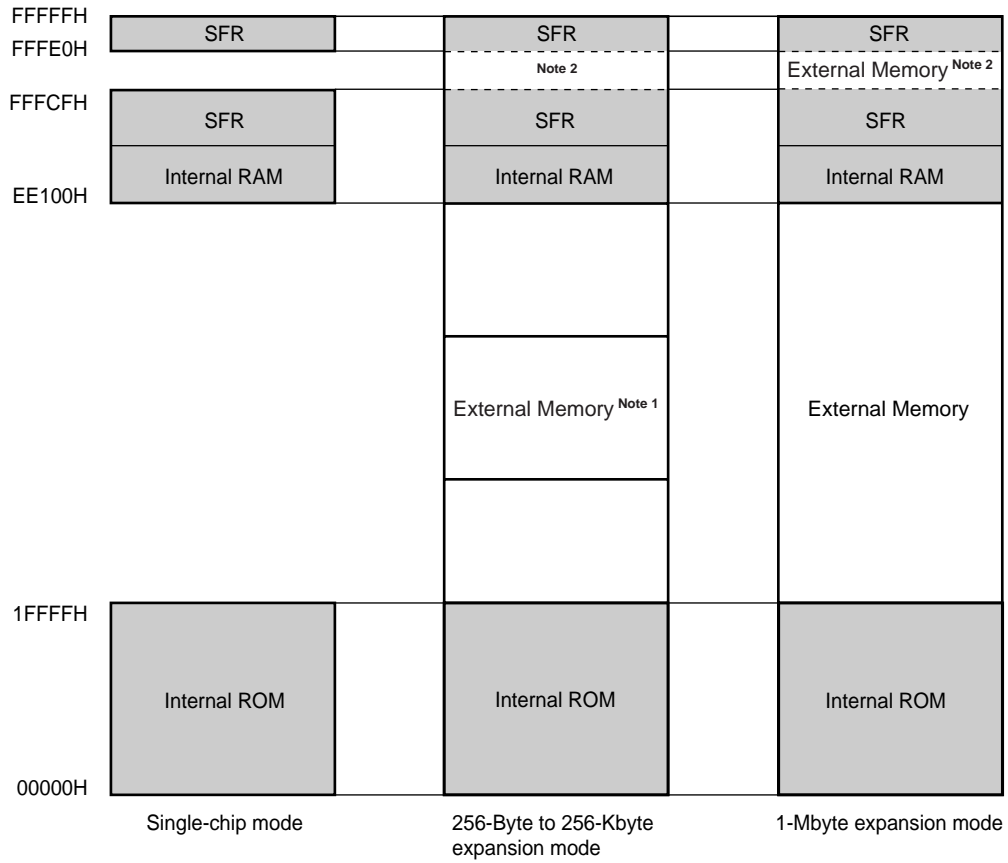 FFFFFH
SFR SFR SFR
FFFE0H
Note 2 External Memory Note 2
FFFCFH
SFR SFR SFR
Internal RAM Internal RAM Internal RAM
EE100H
External Memory Note 1 External Memory
1FFFFH
Internal ROM Internal ROM Internal ROM
00000H
Single-chip mode 256-Byte to 256-Kbyte 1-Mbyte expansion mode
expansion mode